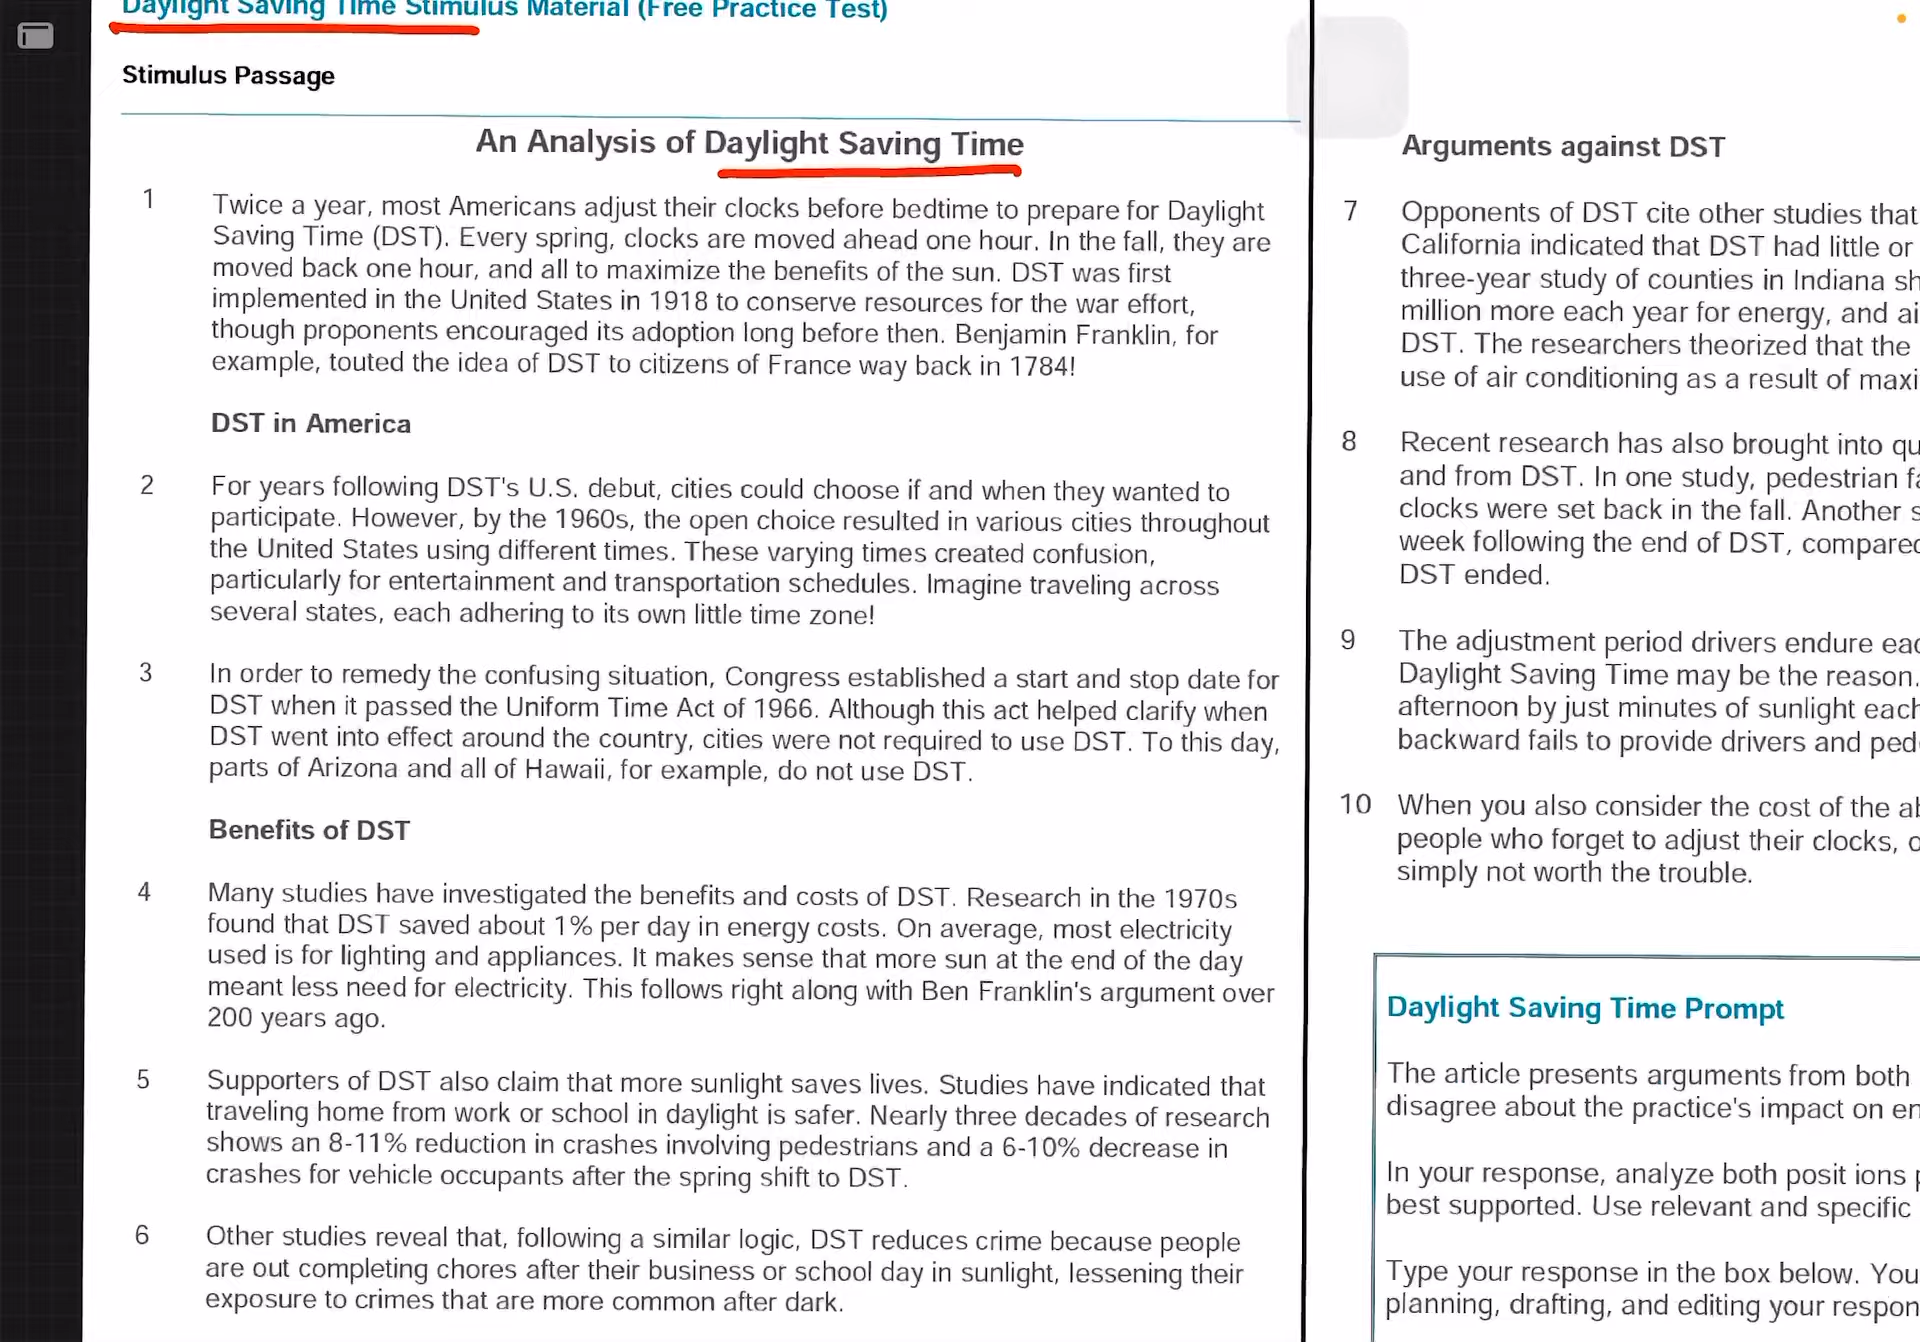 Daylight Saving Time Stimulus Material (Free Practice Test)
Stimulus Passage
An Analysis of Daylight Saving Time
1 Twice a year, most Americans adjust their clocks before bedtime to prepare for Daylight
Saving Time (DST). Every spring, clocks are moved ahead one hour. In the fall, they are
moved back one hour, and all to maximize the benefits of the sun. DST was first
implemented in the United States in 1918 to conserve resources for the war effort,
though proponents encouraged its adoption long before then. Benjamin Franklin, for
example, touted the idea of DST to citizens of France way back in 1784!
DST in America
2 For years following DST's U.S. debut, cities could choose if and when they wanted to
participate. However, by the 1960s, the open choice resulted in various cities throughout
the United States using different times. These varying times created confusion,
particularly for entertainment and transportation schedules. Imagine traveling across
several states, each adhering to its own little time zone!
3 In order to remedy the confusing situation, Congress established a start and stop date for
DST when it passed the Uniform Time Act of 1966. Although this act helped clarify when
DST went into effect around the country, cities were not required to use DST. To this day,
parts of Arizona and all of Hawaii, for example, do not use DST.
Benefits of DST
4 Many studies have investigated the benefits and costs of DST. Research in the 1970s
found that DST saved about 1% per day in energy costs. On average, most electricity
used is for lighting and appliances. It makes sense that more sun at the end of the day
meant less need for electricity. This follows right along with Ben Franklin's argument over
200 years ago.
5 Supporters of DST also claim that more sunlight saves lives. Studies have indicated that
traveling home from work or school in daylight is safer. Nearly three decades of research
shows an 8-11% reduction in crashes involving pedestrians and a 6-10% decrease in
crashes for vehicle occupants after the spring shift to DST.
6 Other studies reveal that, following a similar logic, DST reduces crime because people
are out completing chores after their business or school day in sunlight, lessening their
exposure to crimes that are more common after dark.
Arguments against DST
7 Opponents of DST cite other studies that
California indicated that DST had little or
three-year study of counties in Indiana sh
million more each year for energy, and ai
DST. The researchers theorized that the
use of air conditioning as a result of maxi
8 Recent research has also brought into qu
and from DST. In one study, pedestrian fa
clocks were set back in the fall. Another s
week following the end of DST, compared
DST ended.
9 The adjustment period drivers endure eac
Daylight Saving Time may be the reason.
afternoon by just minutes of sunlight each
backward fails to provide drivers and ped
10 When you also consider the cost of the al
people who forget to adjust their clocks, o
simply not worth the trouble.
Daylight Saving Time Prompt
The article presents arguments from both
disagree about the practice's impact on en
In your response, analyze both posit ions p
best supported. Use relevant and specific
Type your response in the box below. You
planning, drafting, and editing your respon